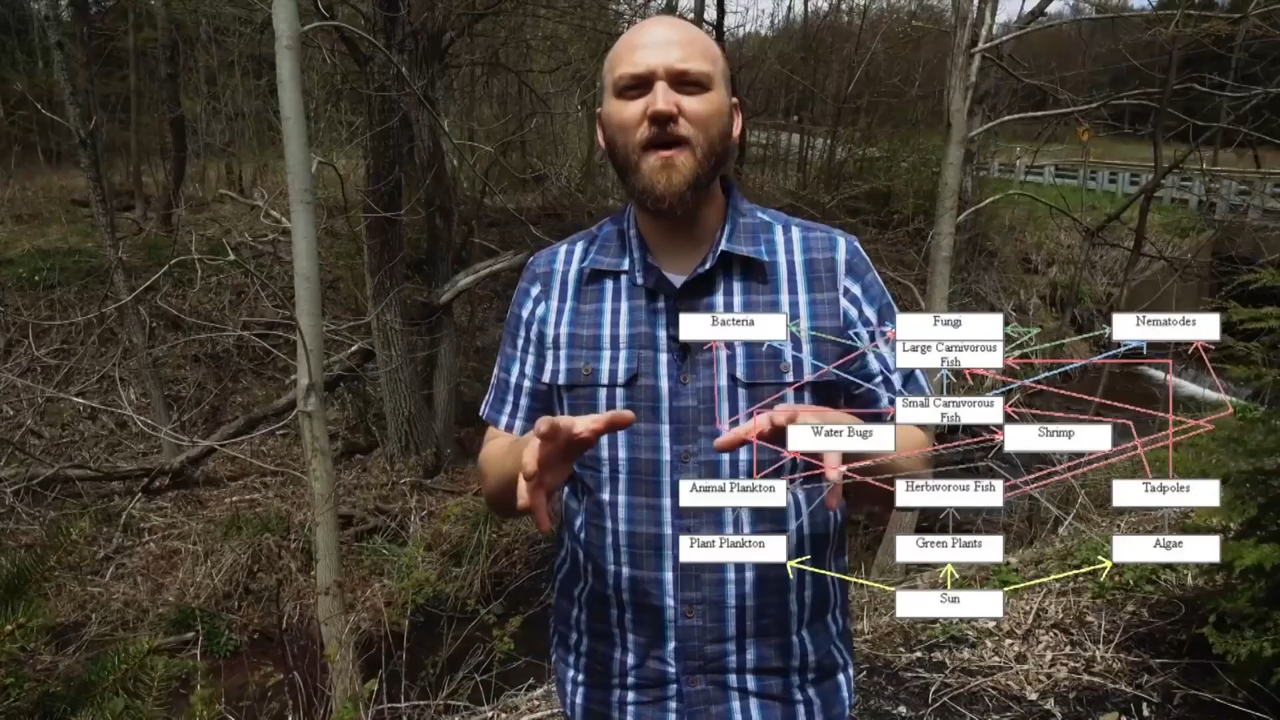 Bacteria
Fungi
Nematodes
Large Carnivorous
Fish
Small Carnivorous
Fish
Water Bugs
Shrimp
Animal Plankton
Herbivorous Fish
Tadpoles
Plant Plankton
Green Plants
Algae
Sun